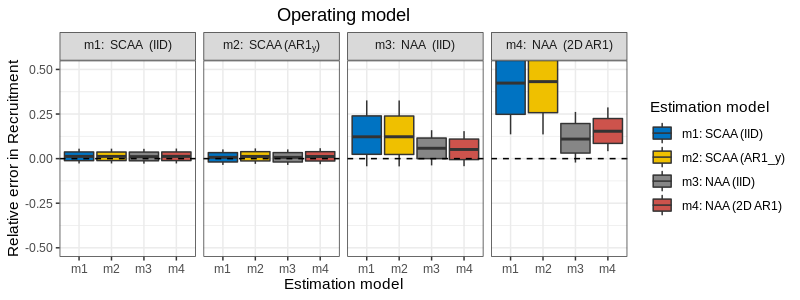 Operating model
m1: SCAA (IID)
m2: SCAA (AR1y)
m3: NAA (IID)
m4: NAA (2D AR1)
Relative error in Recruitment
0.50
0.25
0.00
-0.25
-0.50
m1 m2 m3 m4
m1 m2 m3 m4
m1 m2 m3 m4
m1 m2 m3 m4
Estimation model
Estimation model
m1: SCAA (IID)
m2: SCAA (AR1_y)
m3: NAA (IID)
m4: NAA (2D AR1)